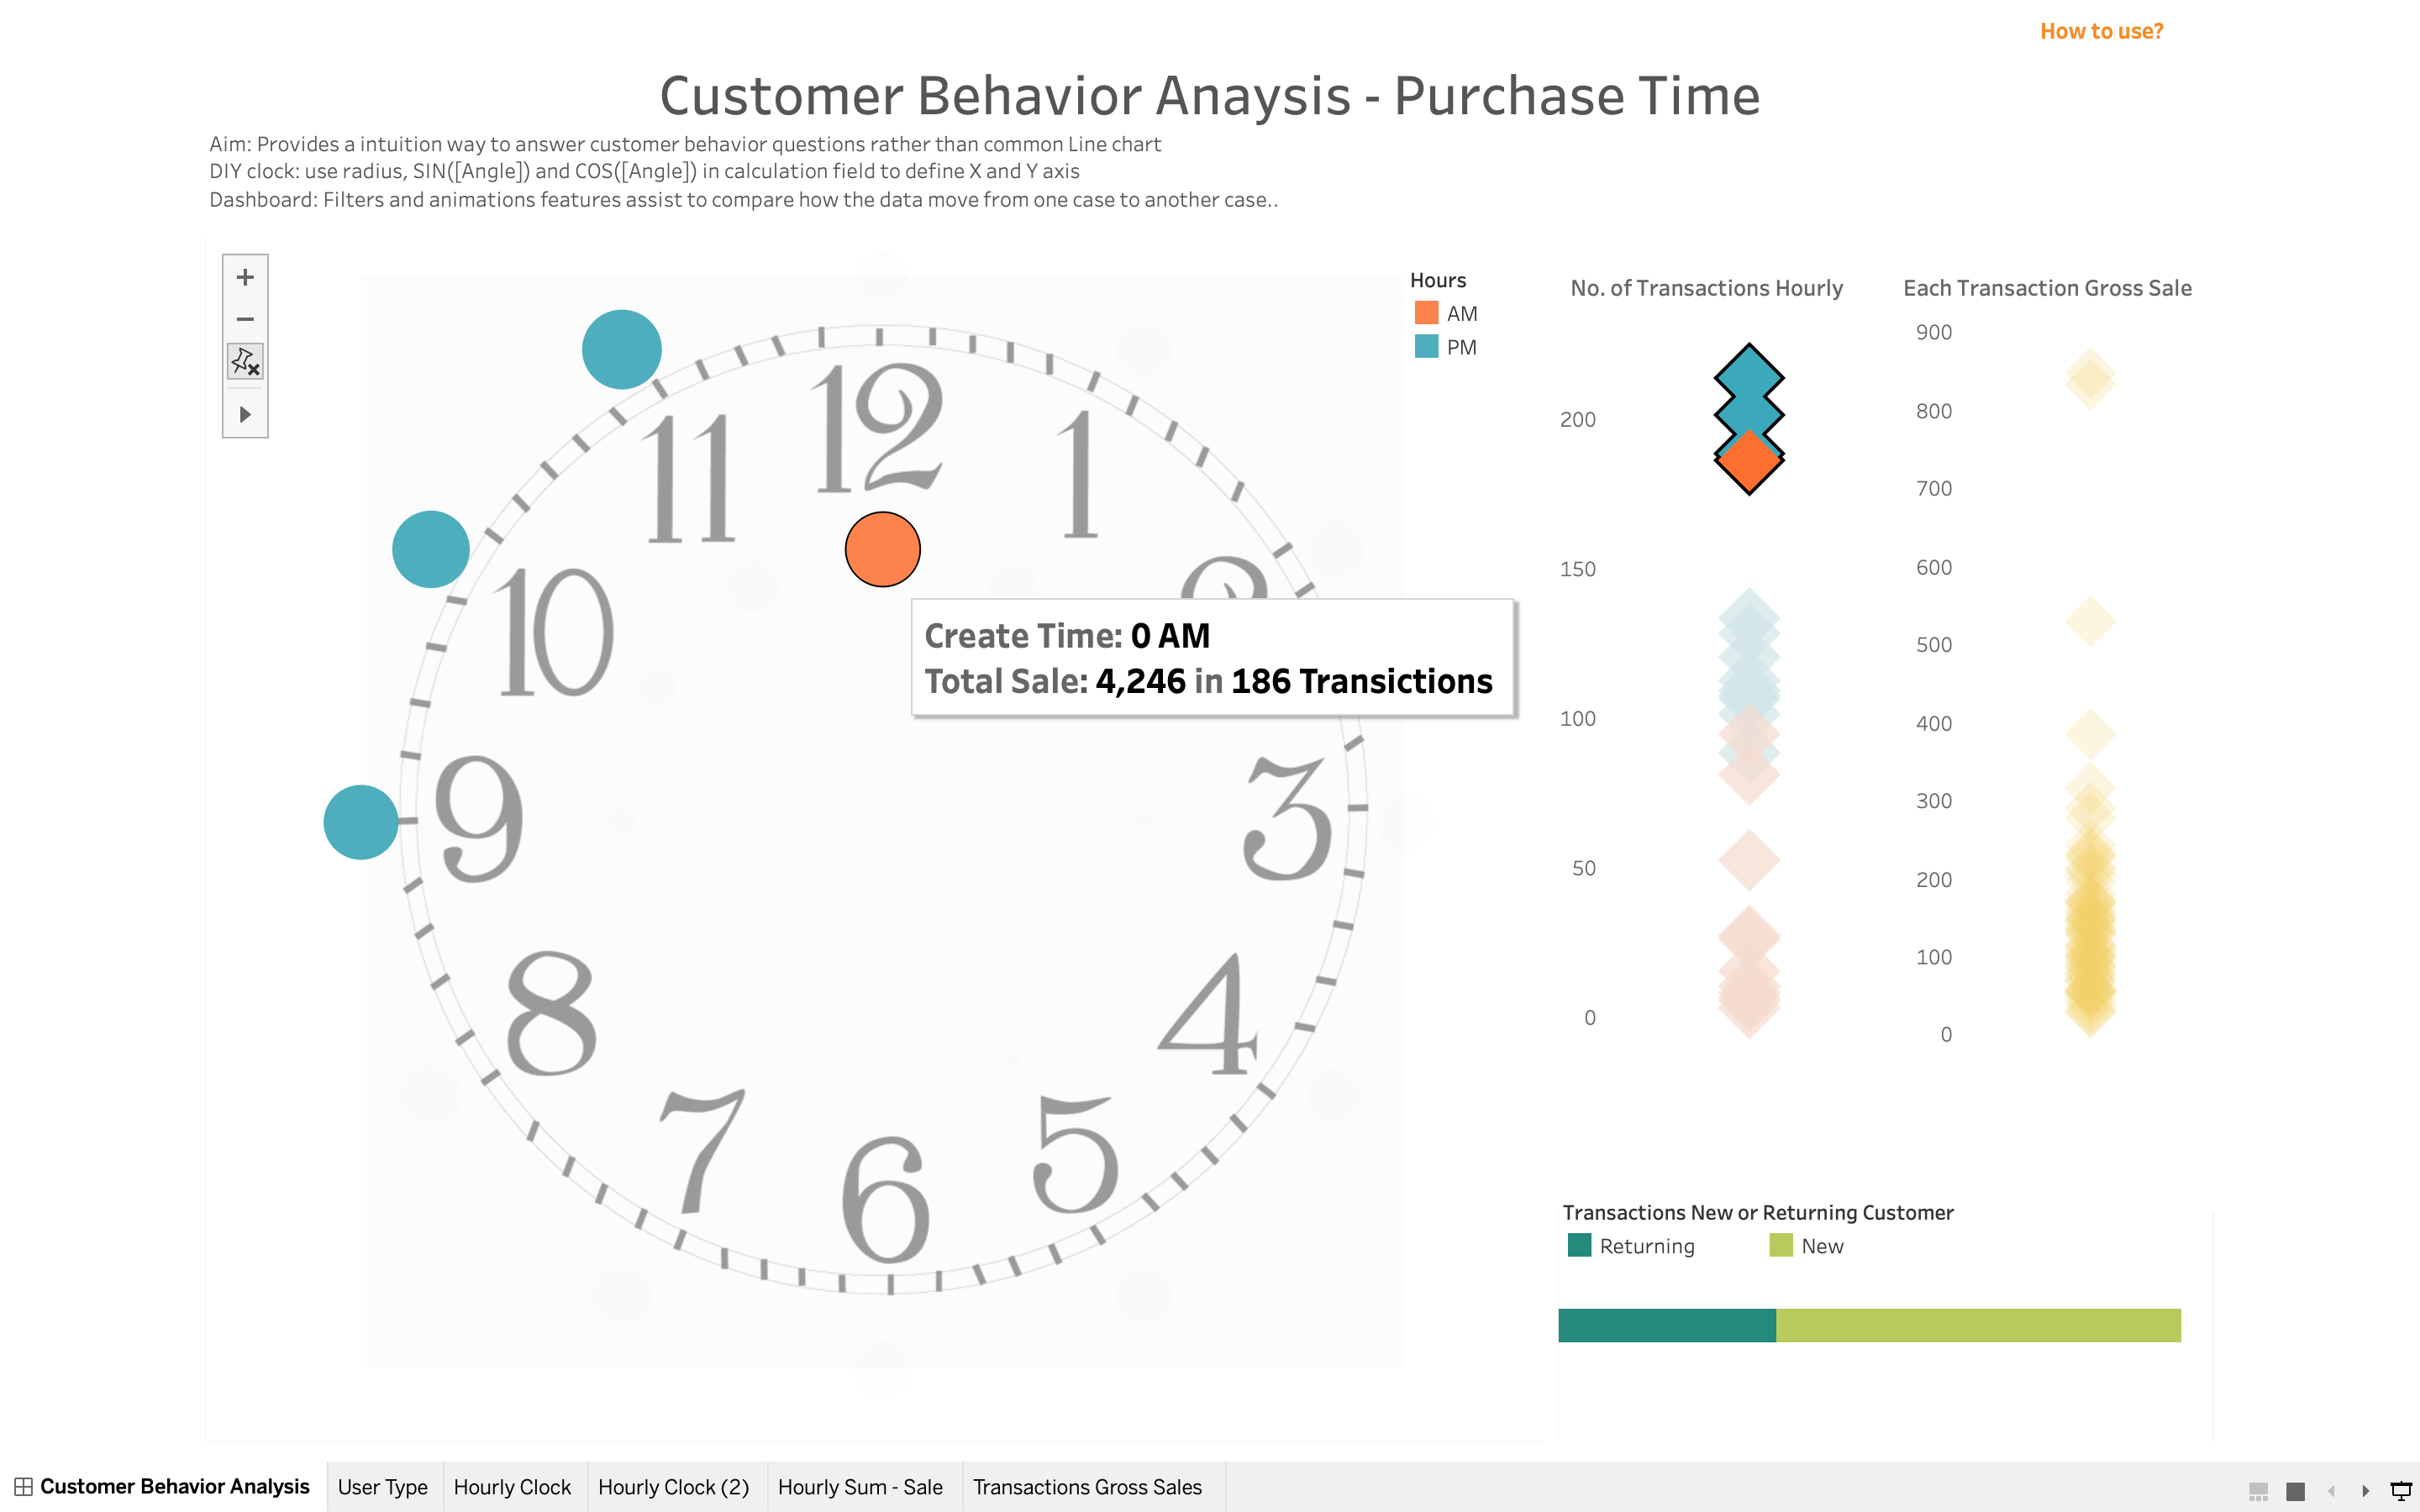 How to use?
Customer Behavior Anaysis - Purchase Time
Aim: Provides a intuition way to answer customer behavior questions rather than common Line chart
DIY clock: use radius, SIN([Angle]) and COS([Angle]) in calculation field to define X and Y axis
Dashboard: Filters and animations features assist to compare how the data move from one case to another case..
Hours
AM
PM
12
1
2
3
4
5
6
7
8
9
10
11
Create Time: 0 AM
Total Sale: 4,246 in 186 Transictions
No. of Transactions Hourly
200
150
100
50
0
Each Transaction Gross Sale
900
800
700
600
500
400
300
200
100
0
Transactions New or Returning Customer
Returning New
Customer Behavior Analysis User Type Hourly Clock Hourly Clock (2) Hourly Sum - Sale Transactions Gross Sales